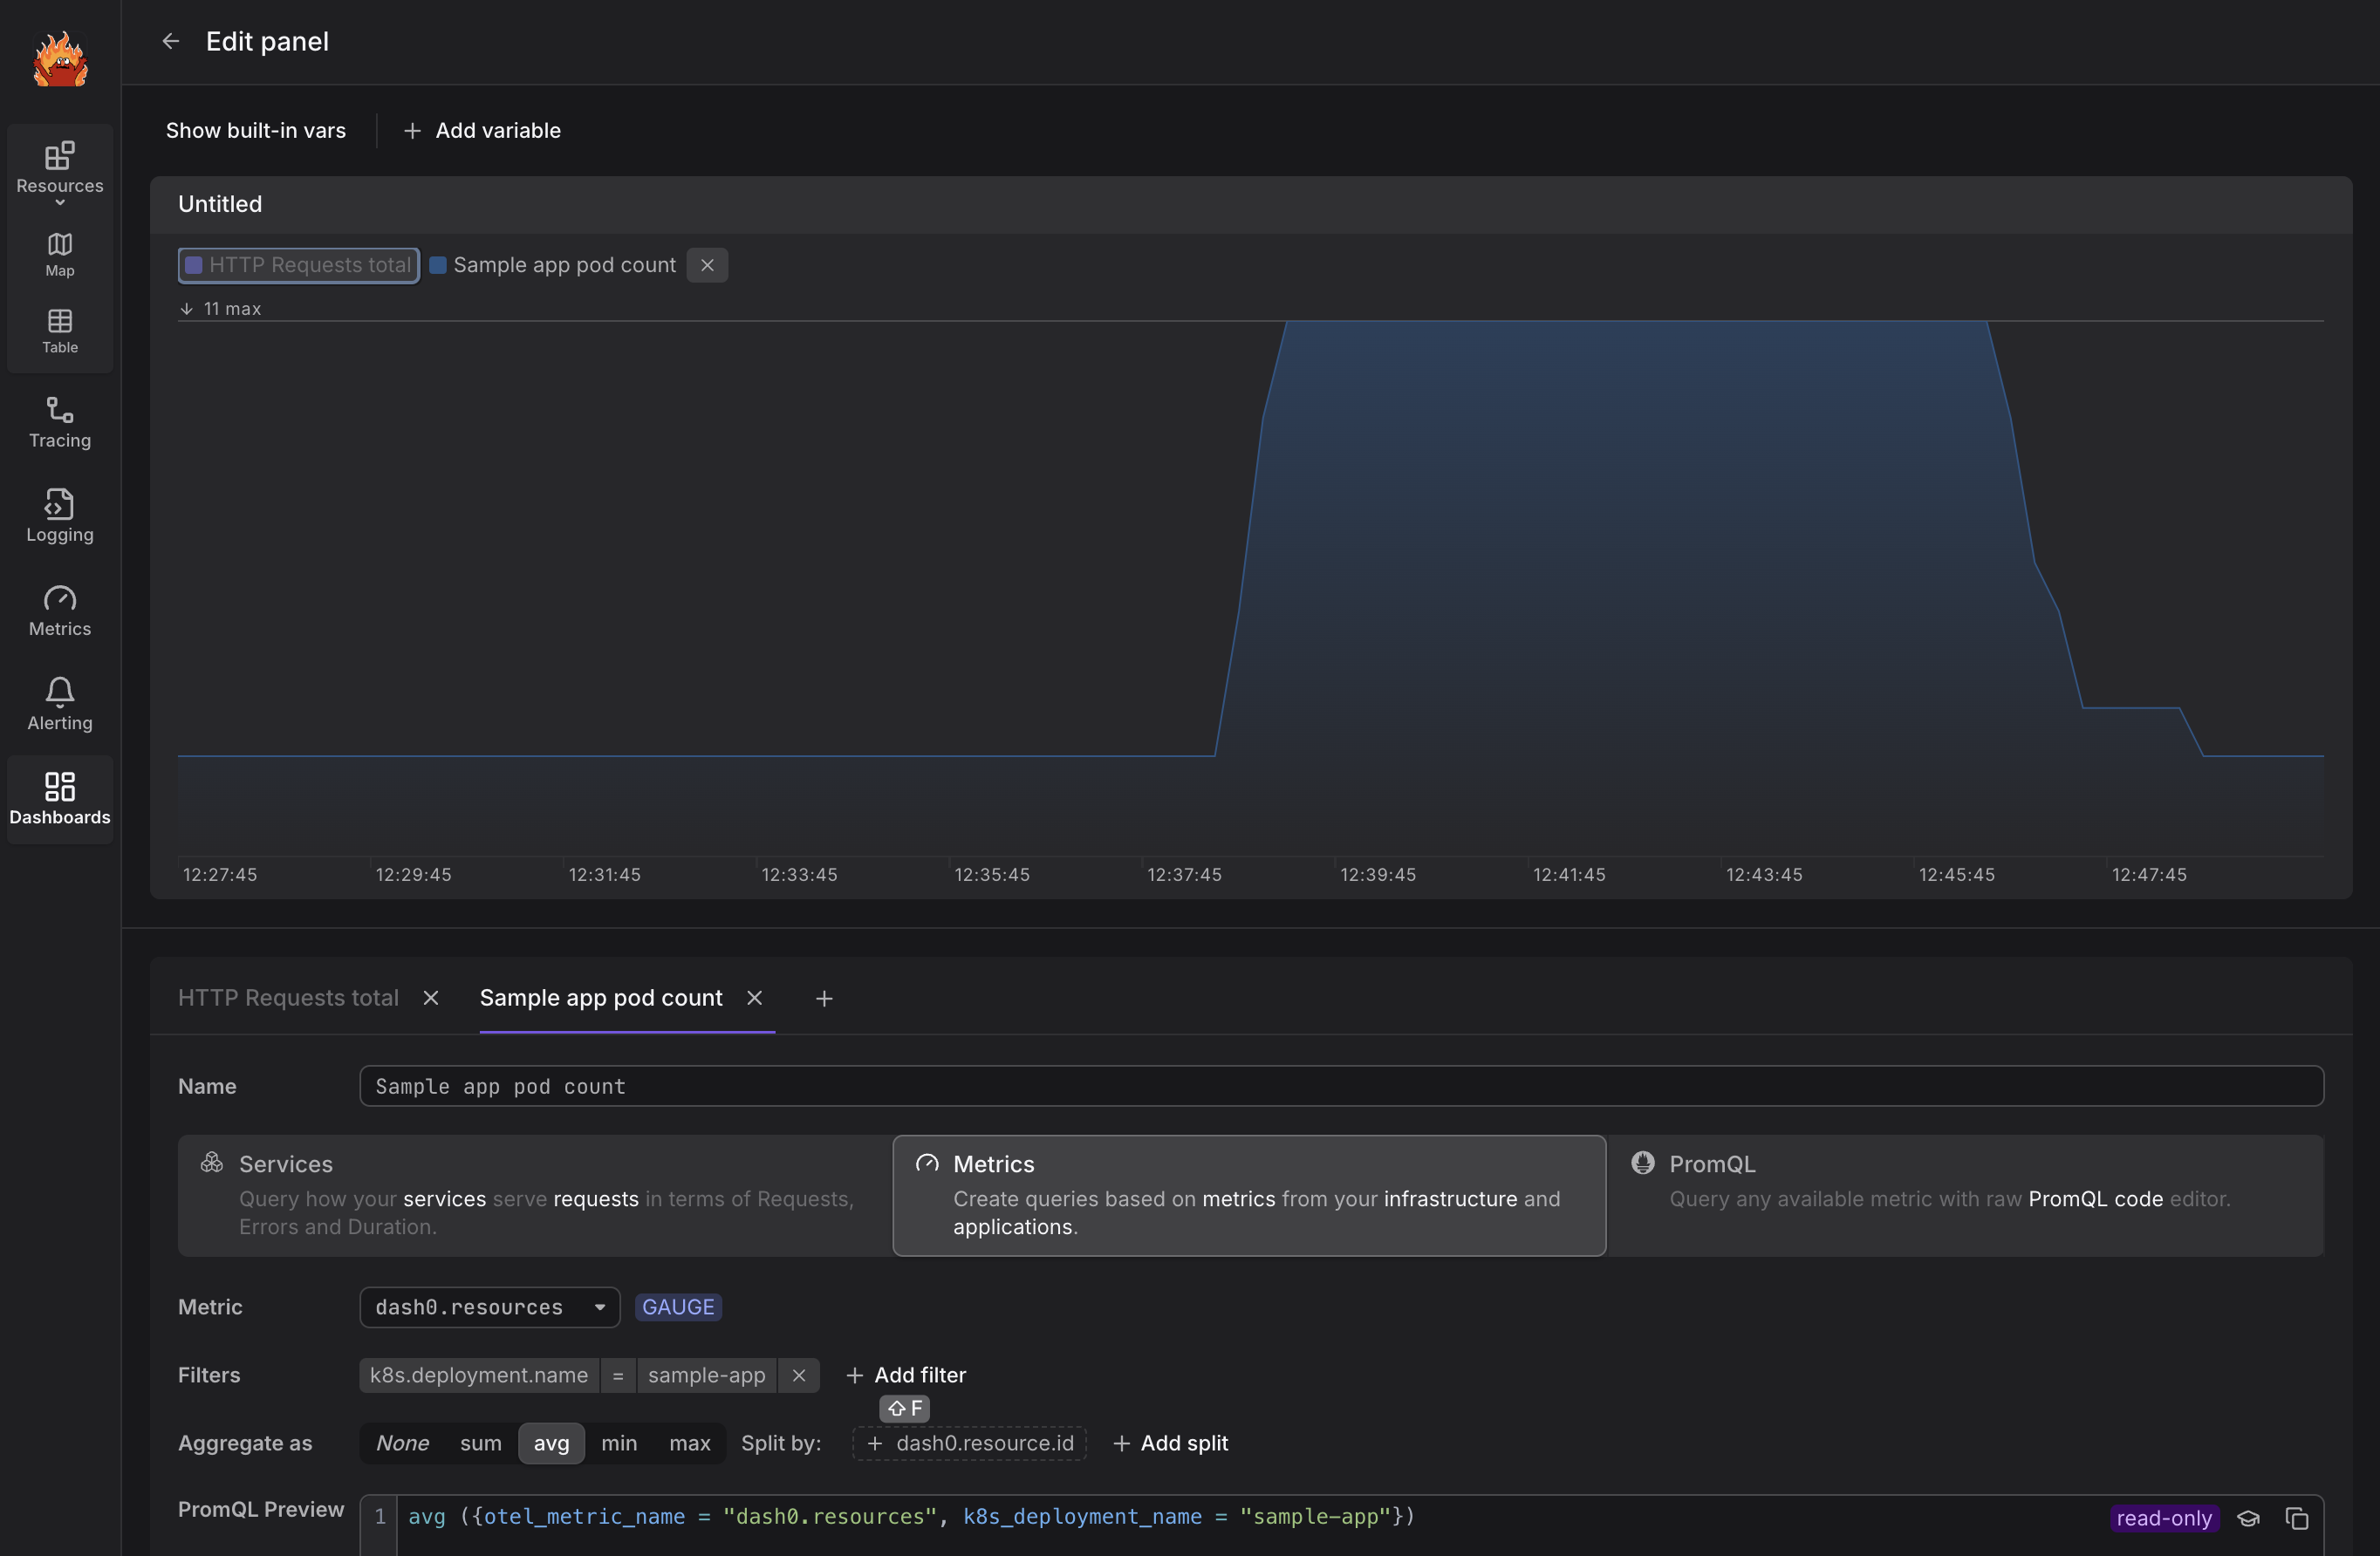 Edit panel
Show built-in vars
Add variable
Resources
Map
Table
Tracing
Logging
Metrics
Alerting
Dashboards
Untitled
HTTP Requests total Sample app pod count
11 max
12:27:45 12:29:45 12:31:45 12:33:45 12:35:45 12:37:45 12:39:45 12:41:45 12:43:45 12:45:45 12:47:45
HTTP Requests total Sample app pod count
Name Sample app pod count
Services
Query how your services serve requests in terms of Requests,
Errors and Duration.
Metrics
Create queries based on metrics from your infrastructure and
applications.
PromQL
Query any available metric with raw PromQL code editor.
Metric dash0.resources GAUGE
Filters k8s.deployment.name = sample-app Add filter
F
Aggregate as None sum avg min max Split by: + dash0.resource.id Add split
PromQL Preview 1 avg ({otel_metric_name = "dash0.resources", k8s_deployment_name = "sample-app"}) read-only